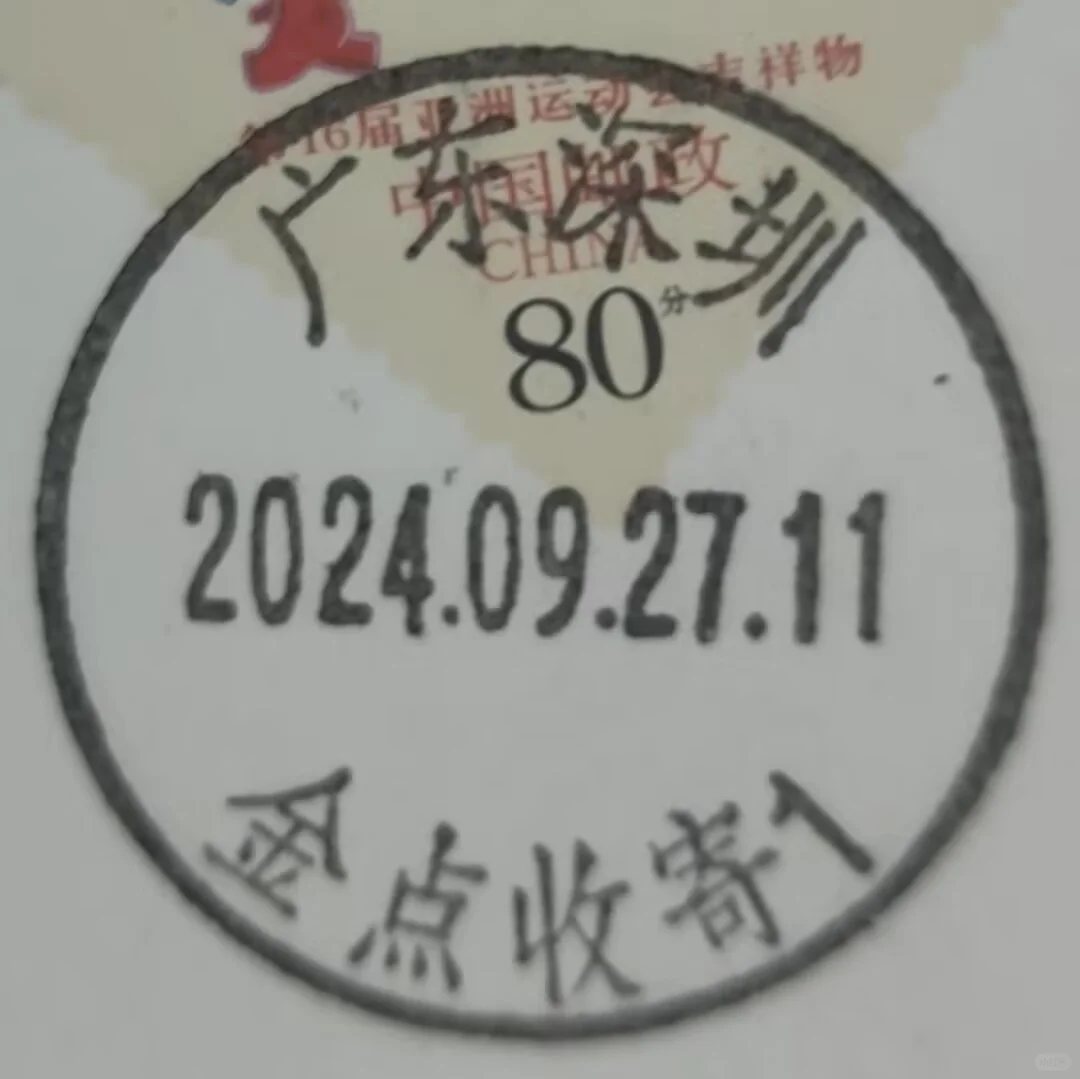 第16届亚洲运动会吉祥物
中国邮政
CHINA
80分
广东深圳
2024.09.27.11
金点收寄1